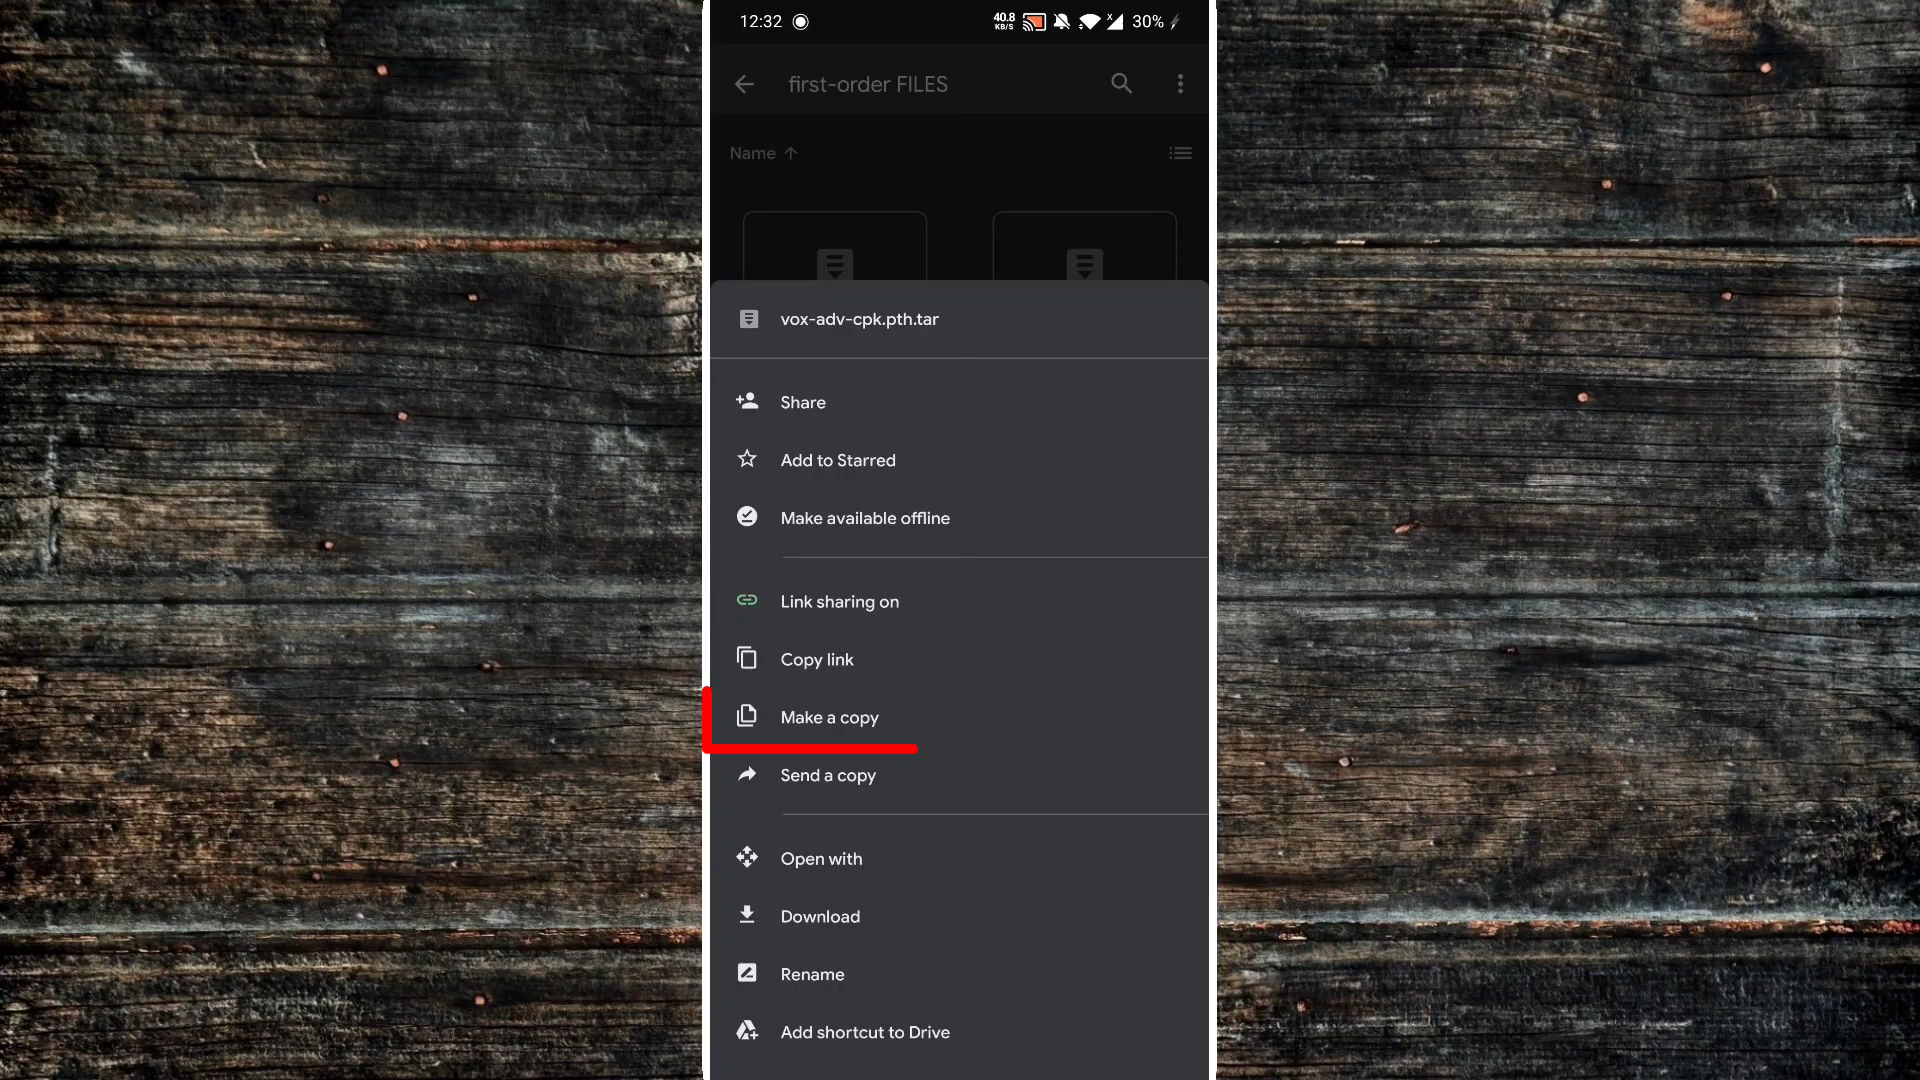 12:32
40.8
KB/S
30%
first-order FILES
Name
vox-adv-cpk.pth.tar
Share
Add to Starred
Make available offline
Link sharing on
Copy link
Make a copy
Send a copy
Open with
Download
Rename
Add shortcut to Drive